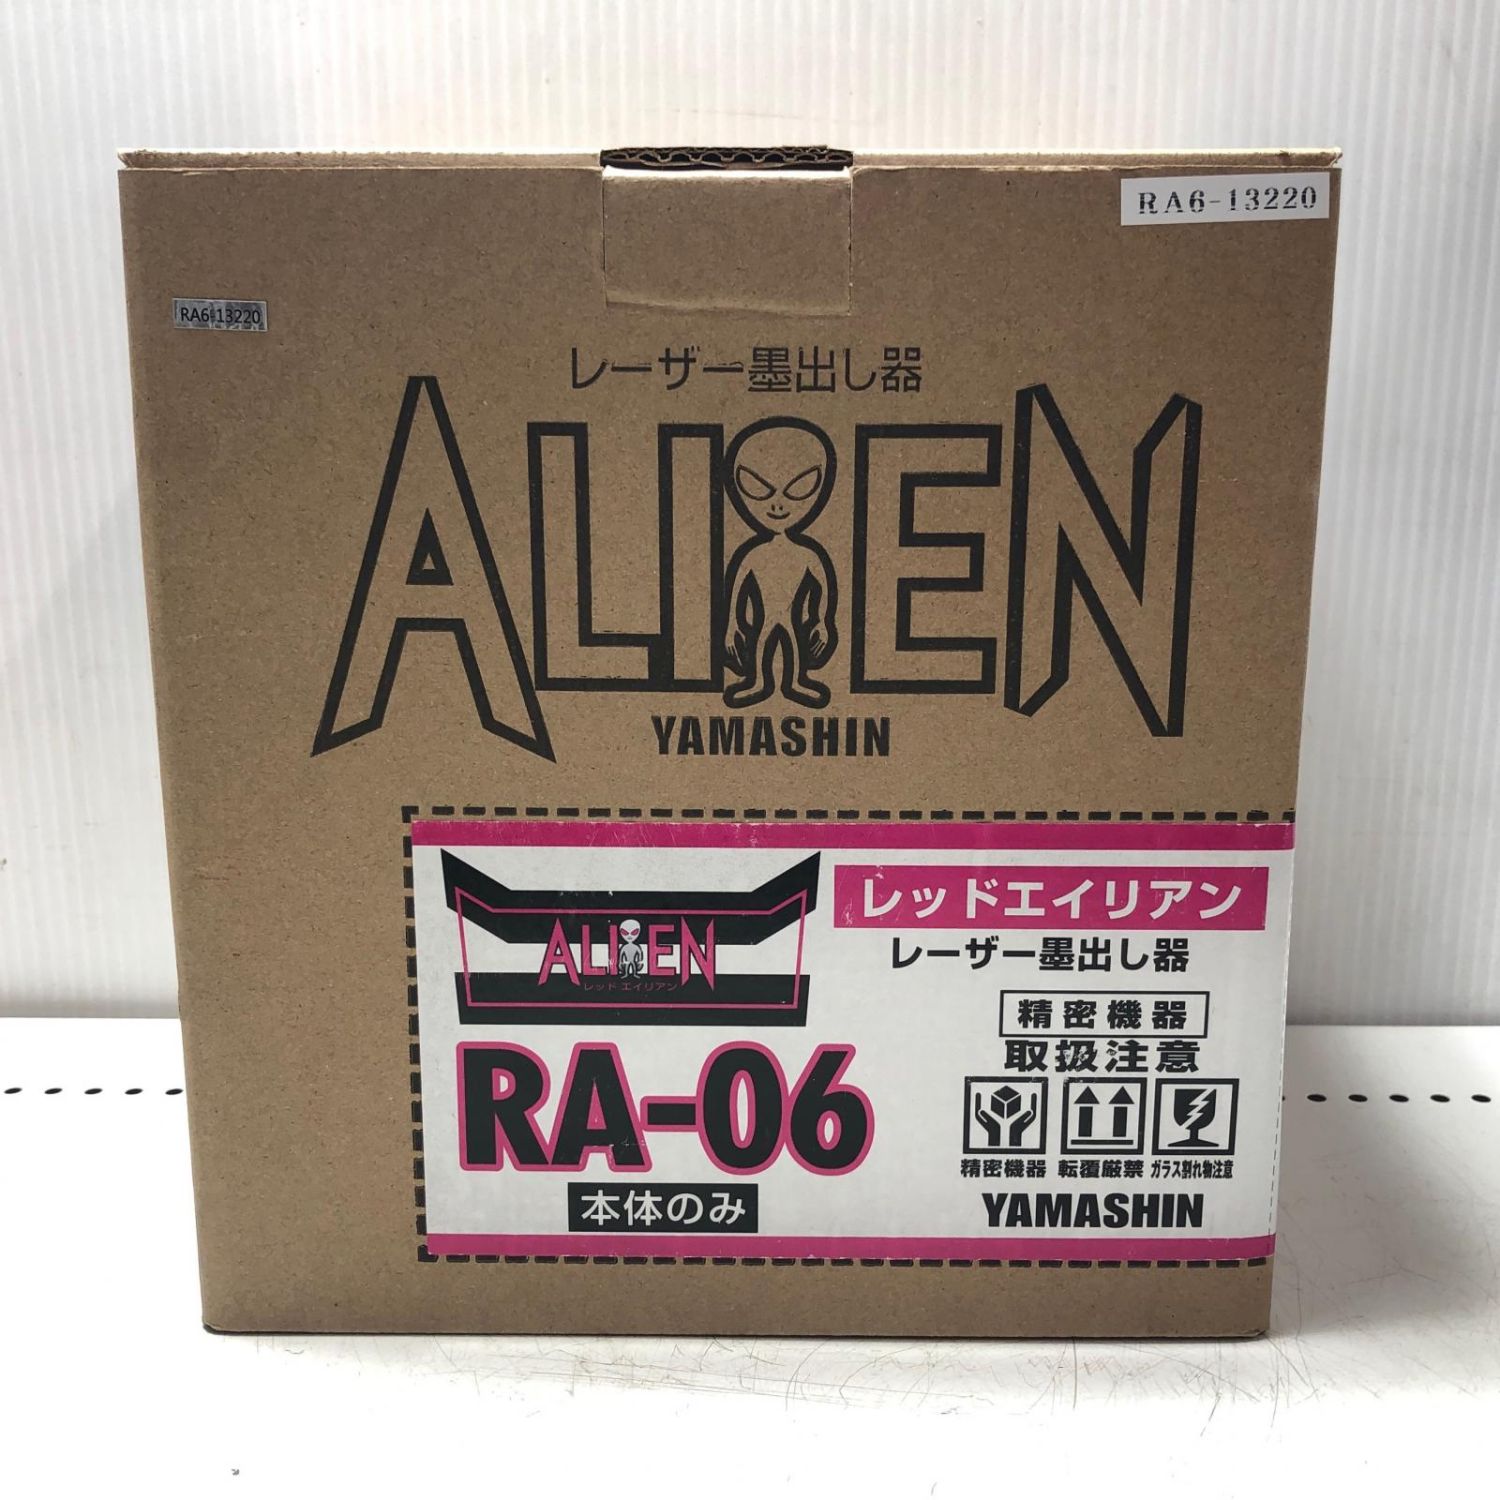 RA6-13220
RA6-13220
レーザー墨出し器
ALIEN
YAMASHIN
ALIEN
レッドエイリアン
レッドエイリアン
レーザー墨出し器
精密機器
取扱注意
RA-06
精密機器 転覆厳禁 ガラス割れ物注意
本体のみ
YAMASHIN